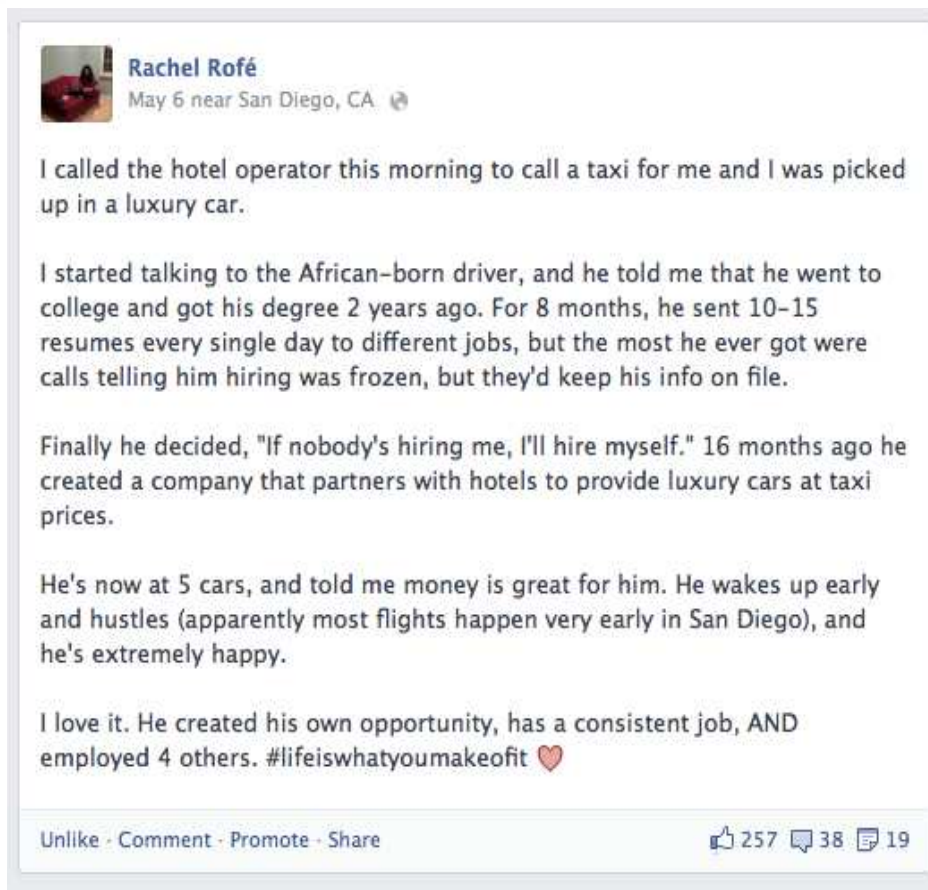 Rachel Rofé
May 6 near San Diego, CA
I called the hotel operator this morning to call a taxi for me and I was picked
up in a luxury car.
I started talking to the African-born driver, and he told me that he went to
college and got his degree 2 years ago. For 8 months, he sent 10-15
resumes every single day to different jobs, but the most he ever got were
calls telling him hiring was frozen, but they'd keep his info on file.
Finally he decided, "If nobody's hiring me, I'll hire myself." 16 months ago he
created a company that partners with hotels to provide luxury cars at taxi
prices.
He's now at 5 cars, and told me money is great for him. He wakes up early
and hustles (apparently most flights happen very early in San Diego), and
he's extremely happy.
I love it. He created his own opportunity, has a consistent job, AND
employed 4 others. #lifeiswhatyoumakeofit
Unlike · Comment · Promote · Share 257 38 19